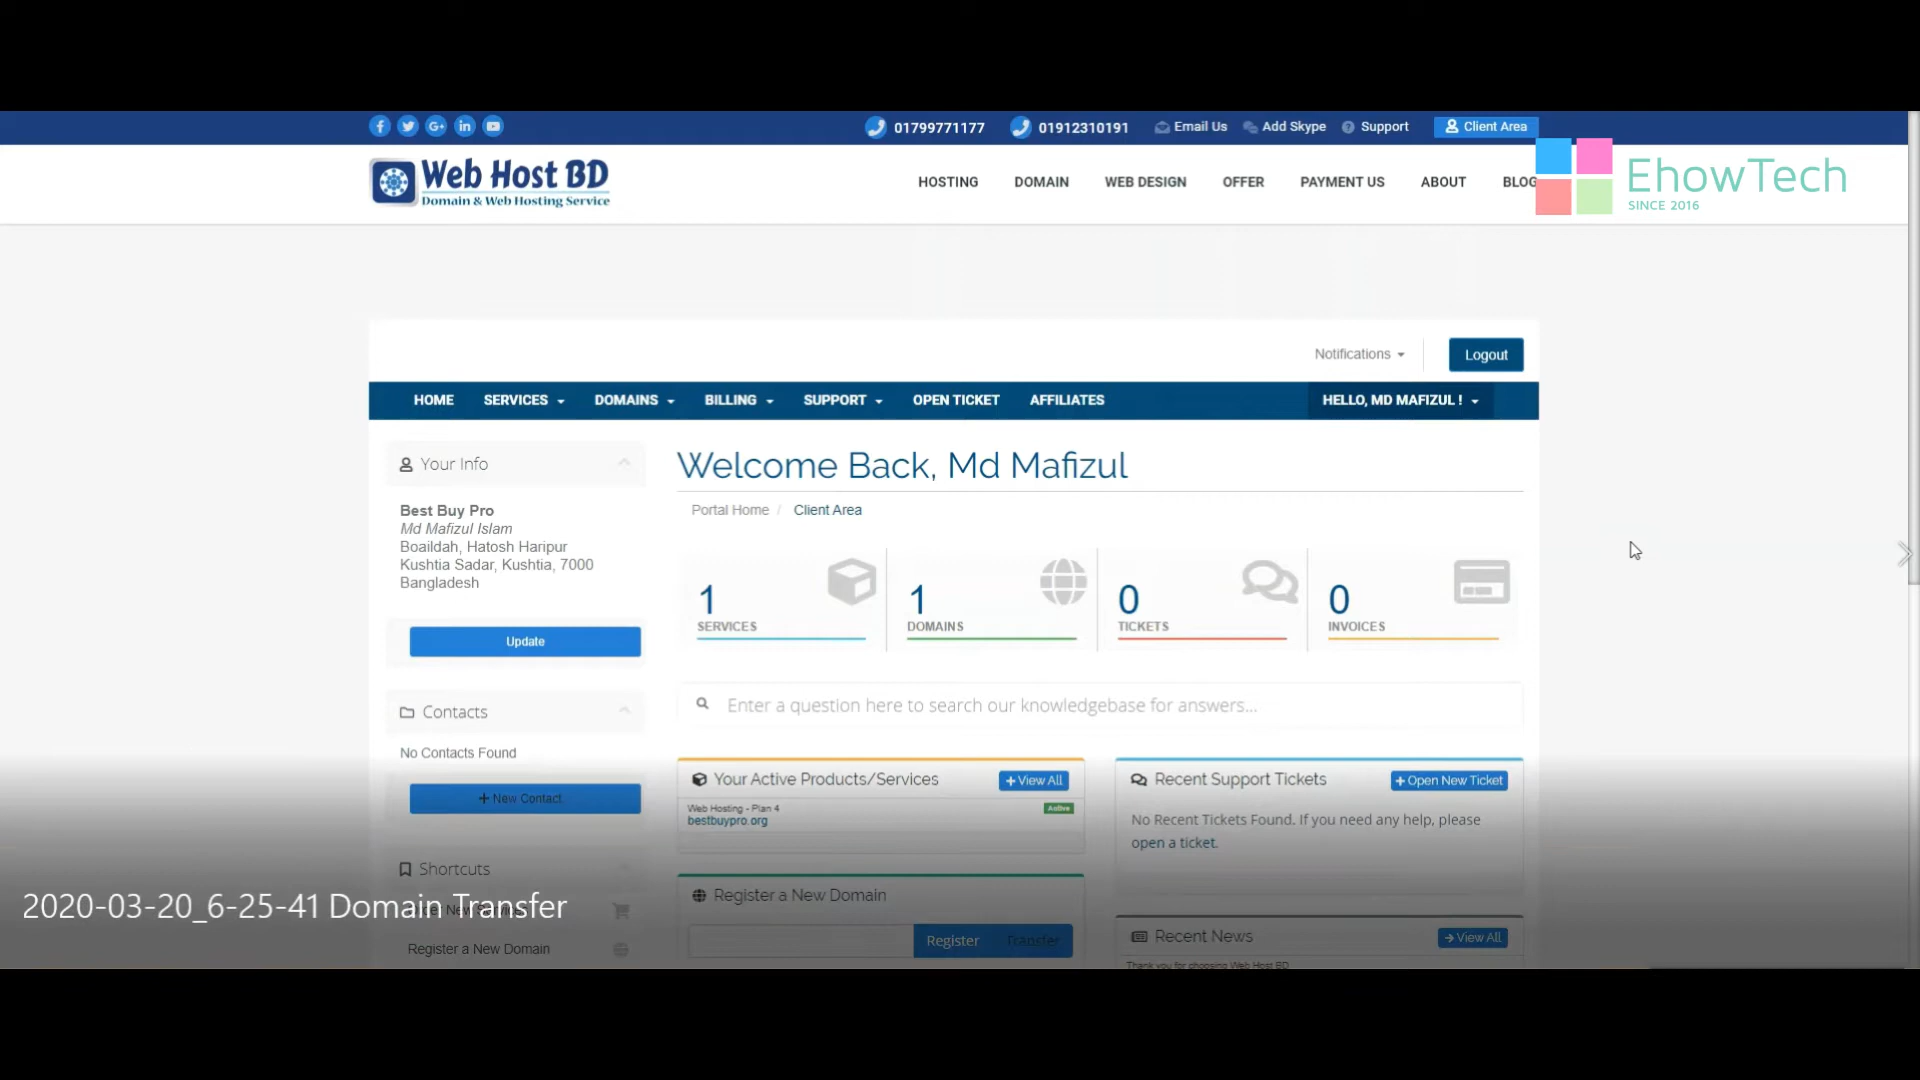 01799771177 01912310191 Email Us Add Skype Support Client Area
Web Host BD
Domain & Web Hosting Service
HOSTING DOMAIN WEB DESIGN OFFER PAYMENT US ABOUT BLOG
EhowTech
SINCE 2016
Notifications
Logout
HOME SERVICES DOMAINS BILLING SUPPORT OPEN TICKET AFFILIATES HELLO, MD MAFIZUL !
Your Info
Best Buy Pro
Md Mafizul Islam
Boaildah, Hatosh Haripur
Kushtia Sadar, Kushtia, 7000
Bangladesh
Update
Contacts
No Contacts Found
+ New Contact
Shortcuts
Register a New Domain
Welcome Back, Md Mafizul
Portal Home / Client Area
1
SERVICES
1
DOMAINS
0
TICKETS
0
INVOICES
Enter a question here to search our knowledgebase for answers...
Your Active Products/Services
+ View All
Web Hosting - Plan 4
Active
bestbuypro.org
Register a New Domain
Register Transfer
Recent Support Tickets
+ Open New Ticket
No Recent Tickets Found. If you need any help, please
open a ticket.
Recent News
View All
Thank you for choosing Web Host BD
2020-03-20_6-25-41 Domain Transfer